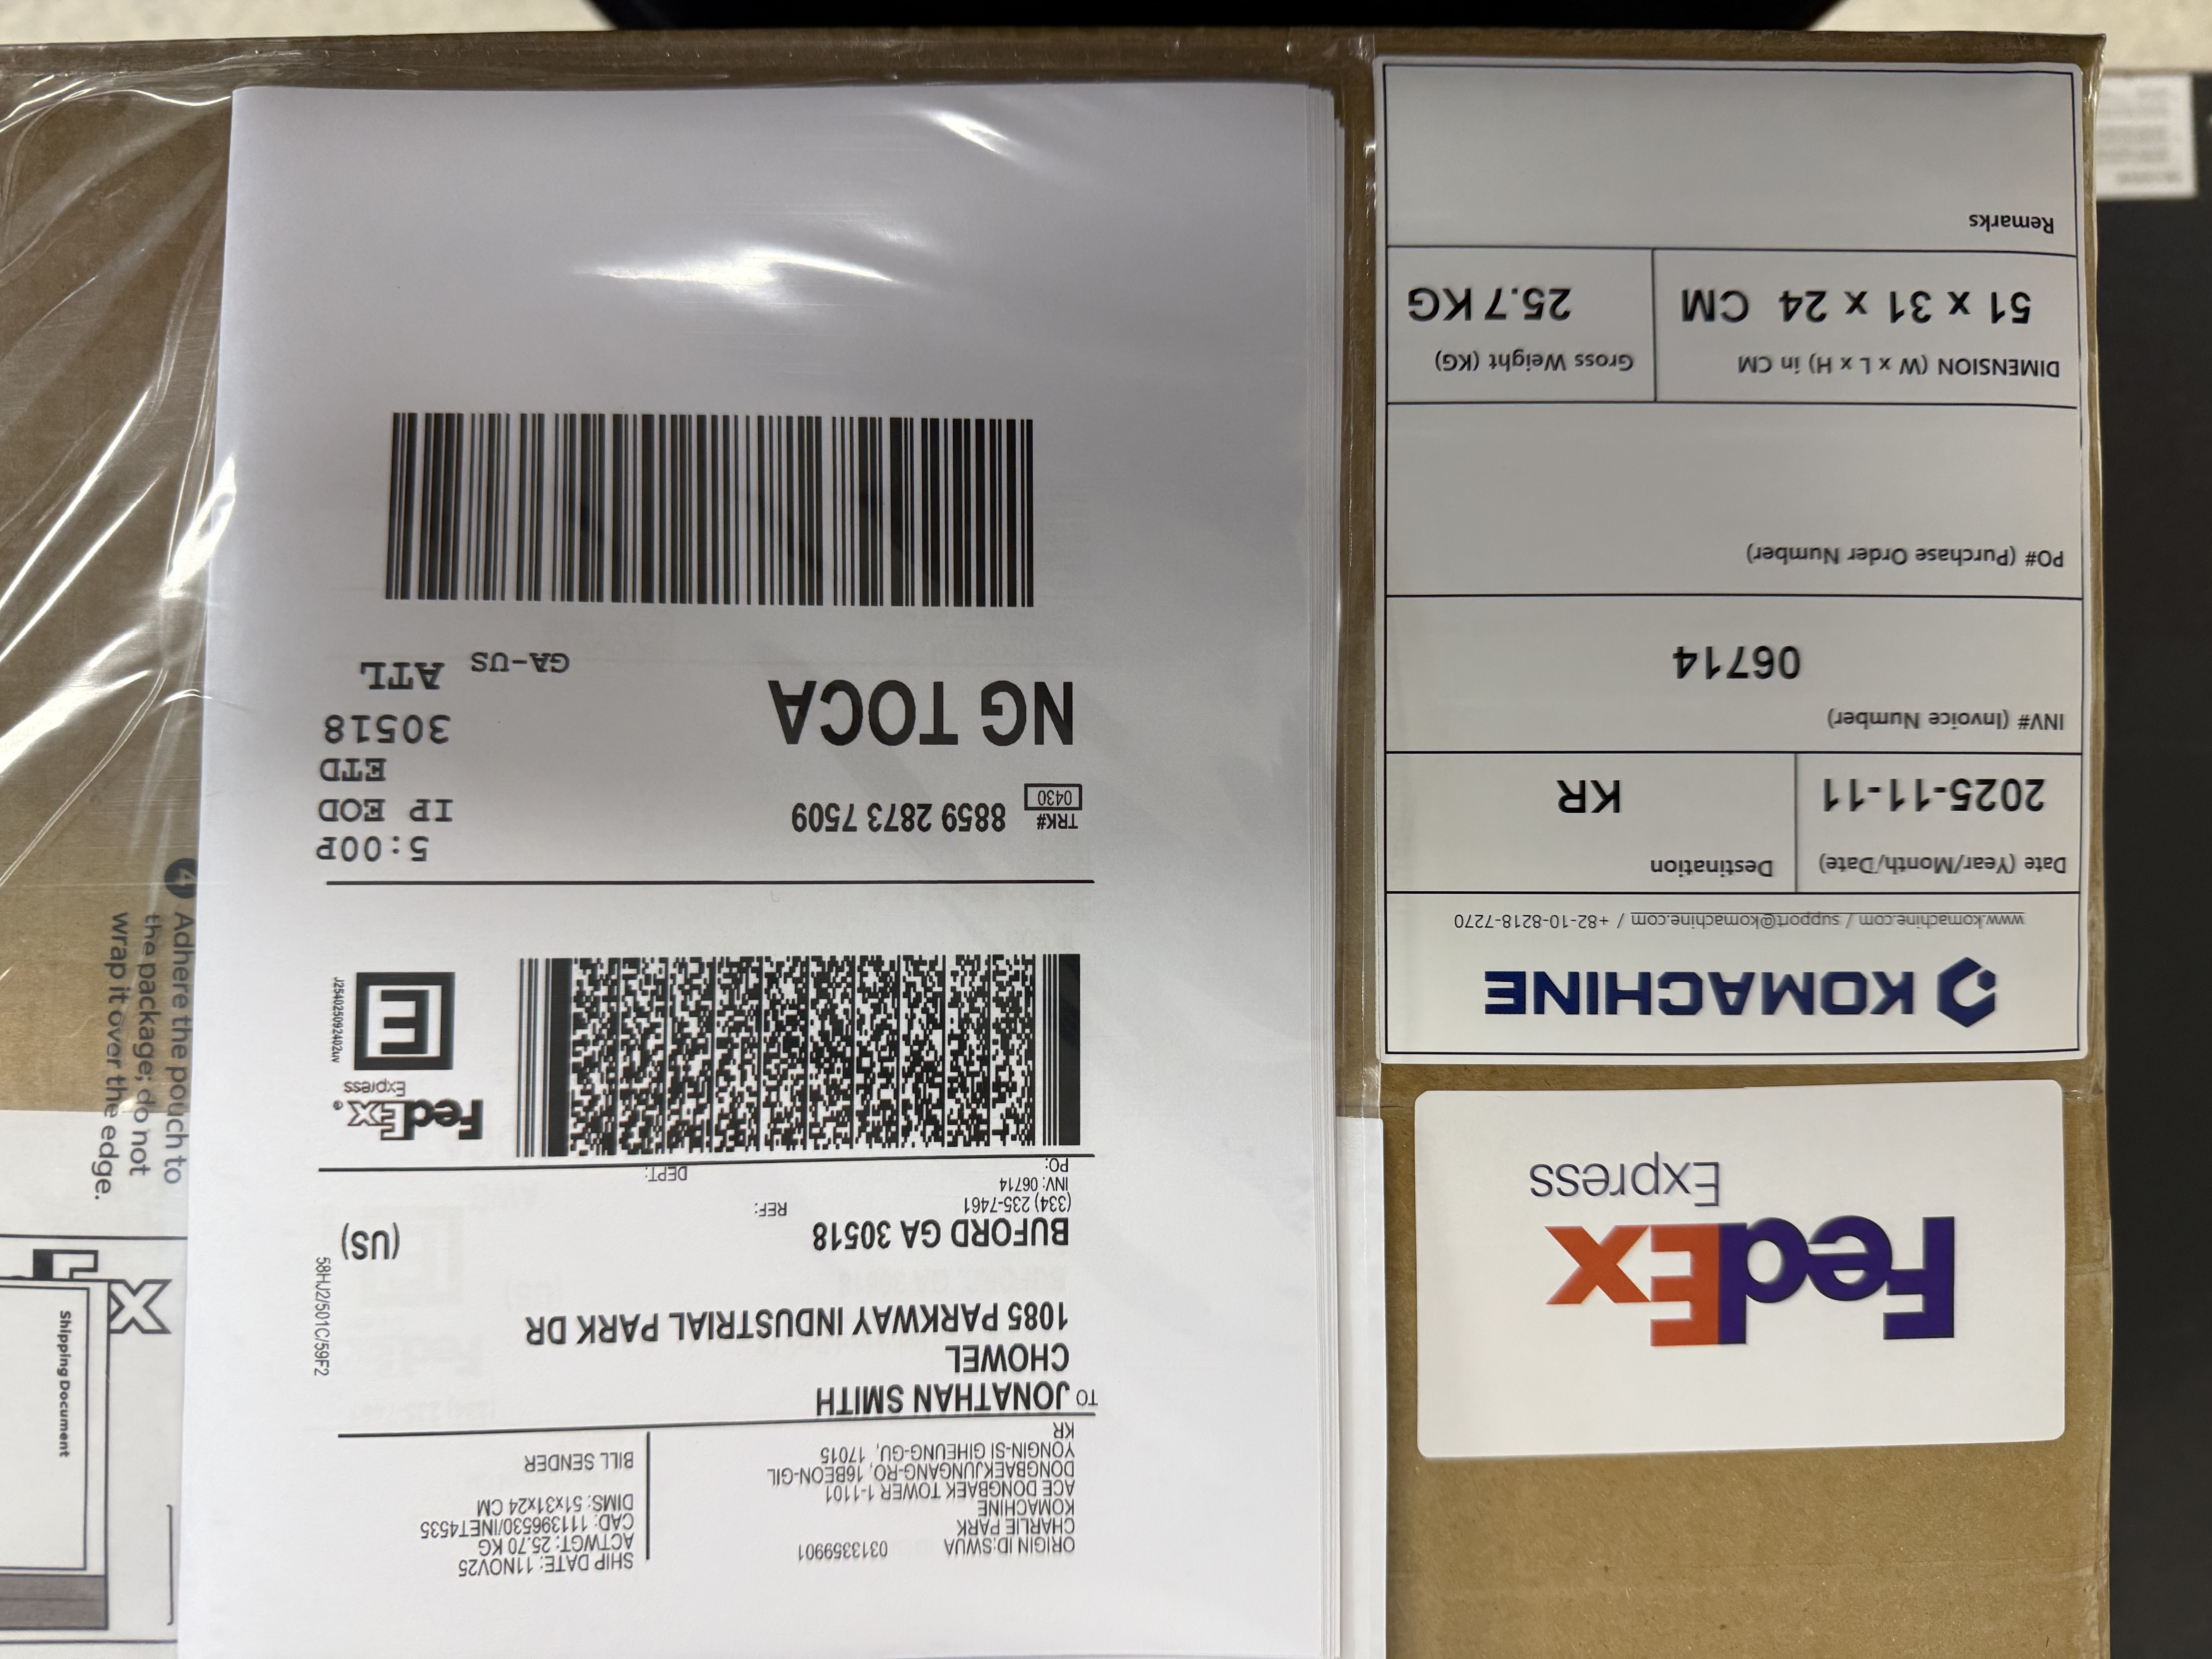 ORIGIN ID:SWUA 0313359901
CHARLIE PARK
KOMACHINE
ACE DONGBAEK TOWER 1-1101
DONGBAEKJUNGANG-RO, 16BEON-GIL
YONGIN-SI GIHEUNG-GU, 17015
KR
SHIP DATE: 11NOV25
ACTWGT: 25.70 KG
CAD: 111396530/INET4535
DIMS: 51x31x24 CM
BILL SENDER
TO JONATHAN SMITH
CHOWEL
1085 PARKWAY INDUSTRIAL PARK DR
BUFORD GA 30518
(US)
(334) 235-7461
REF:
INV: 06714
PO:
DEPT:
58HJ2/501C/59F2
FedEx®
Express
E
J254025092402uv
TRK#
0430
8859 2873 7509
5:00P
IP EOD
ETD
30518
NG TOCA
GA-US
ATL
FedEx
Express
KOMACHINE
www.komachine.com / support@komachine.com / +82-10-8218-7270
Date (Year/Month/Date)
2025-11-11
Destination
KR
INV# (Invoice Number)
06714
PO# (Purchase Order Number)
DIMENSION (W x L x H) in CM
51 x 31 x 24 CM
Gross Weight (KG)
25.7 KG
Remarks
4 Adhere the pouch to
the package; do not
wrap it over the edge.
Shipping Document